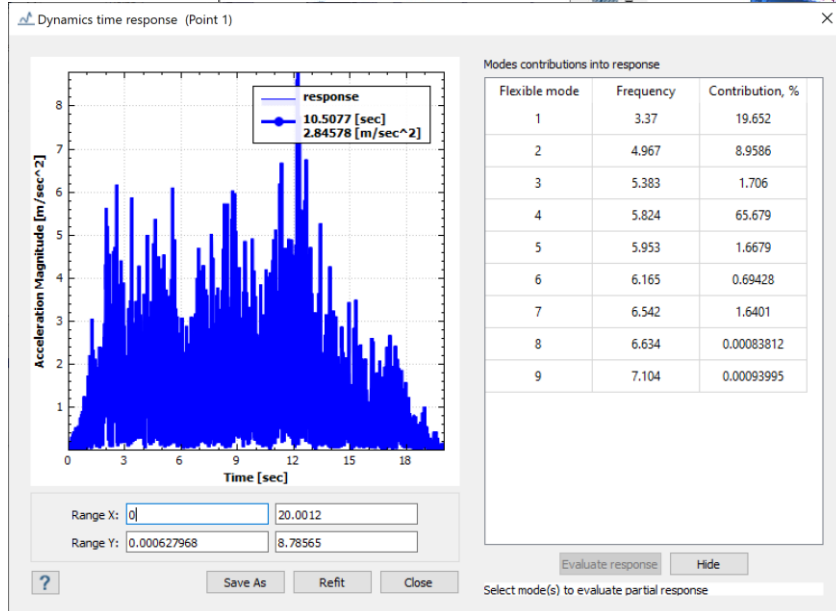 Dynamics time response (Point 1)
response
10.5077 [sec]
2.84578 [m/sec^2]
Acceleration Magnitude [m/sec^2]
8
7
6
5
4
3
2
1
0 3 6 9 12 15 18
Time [sec]
Range X: 0 20.0012
Range Y: 0.000627968 8.78565
? Save As Refit Close
Modes contributions into response
Flexible mode Frequency Contribution, %
1 3.37 19.652
2 4.967 8.9586
3 5.383 1.706
4 5.824 65.679
5 5.953 1.6679
6 6.165 0.69428
7 6.542 1.6401
8 6.634 0.00083812
9 7.104 0.00093995
Evaluate response Hide
Select mode(s) to evaluate partial response